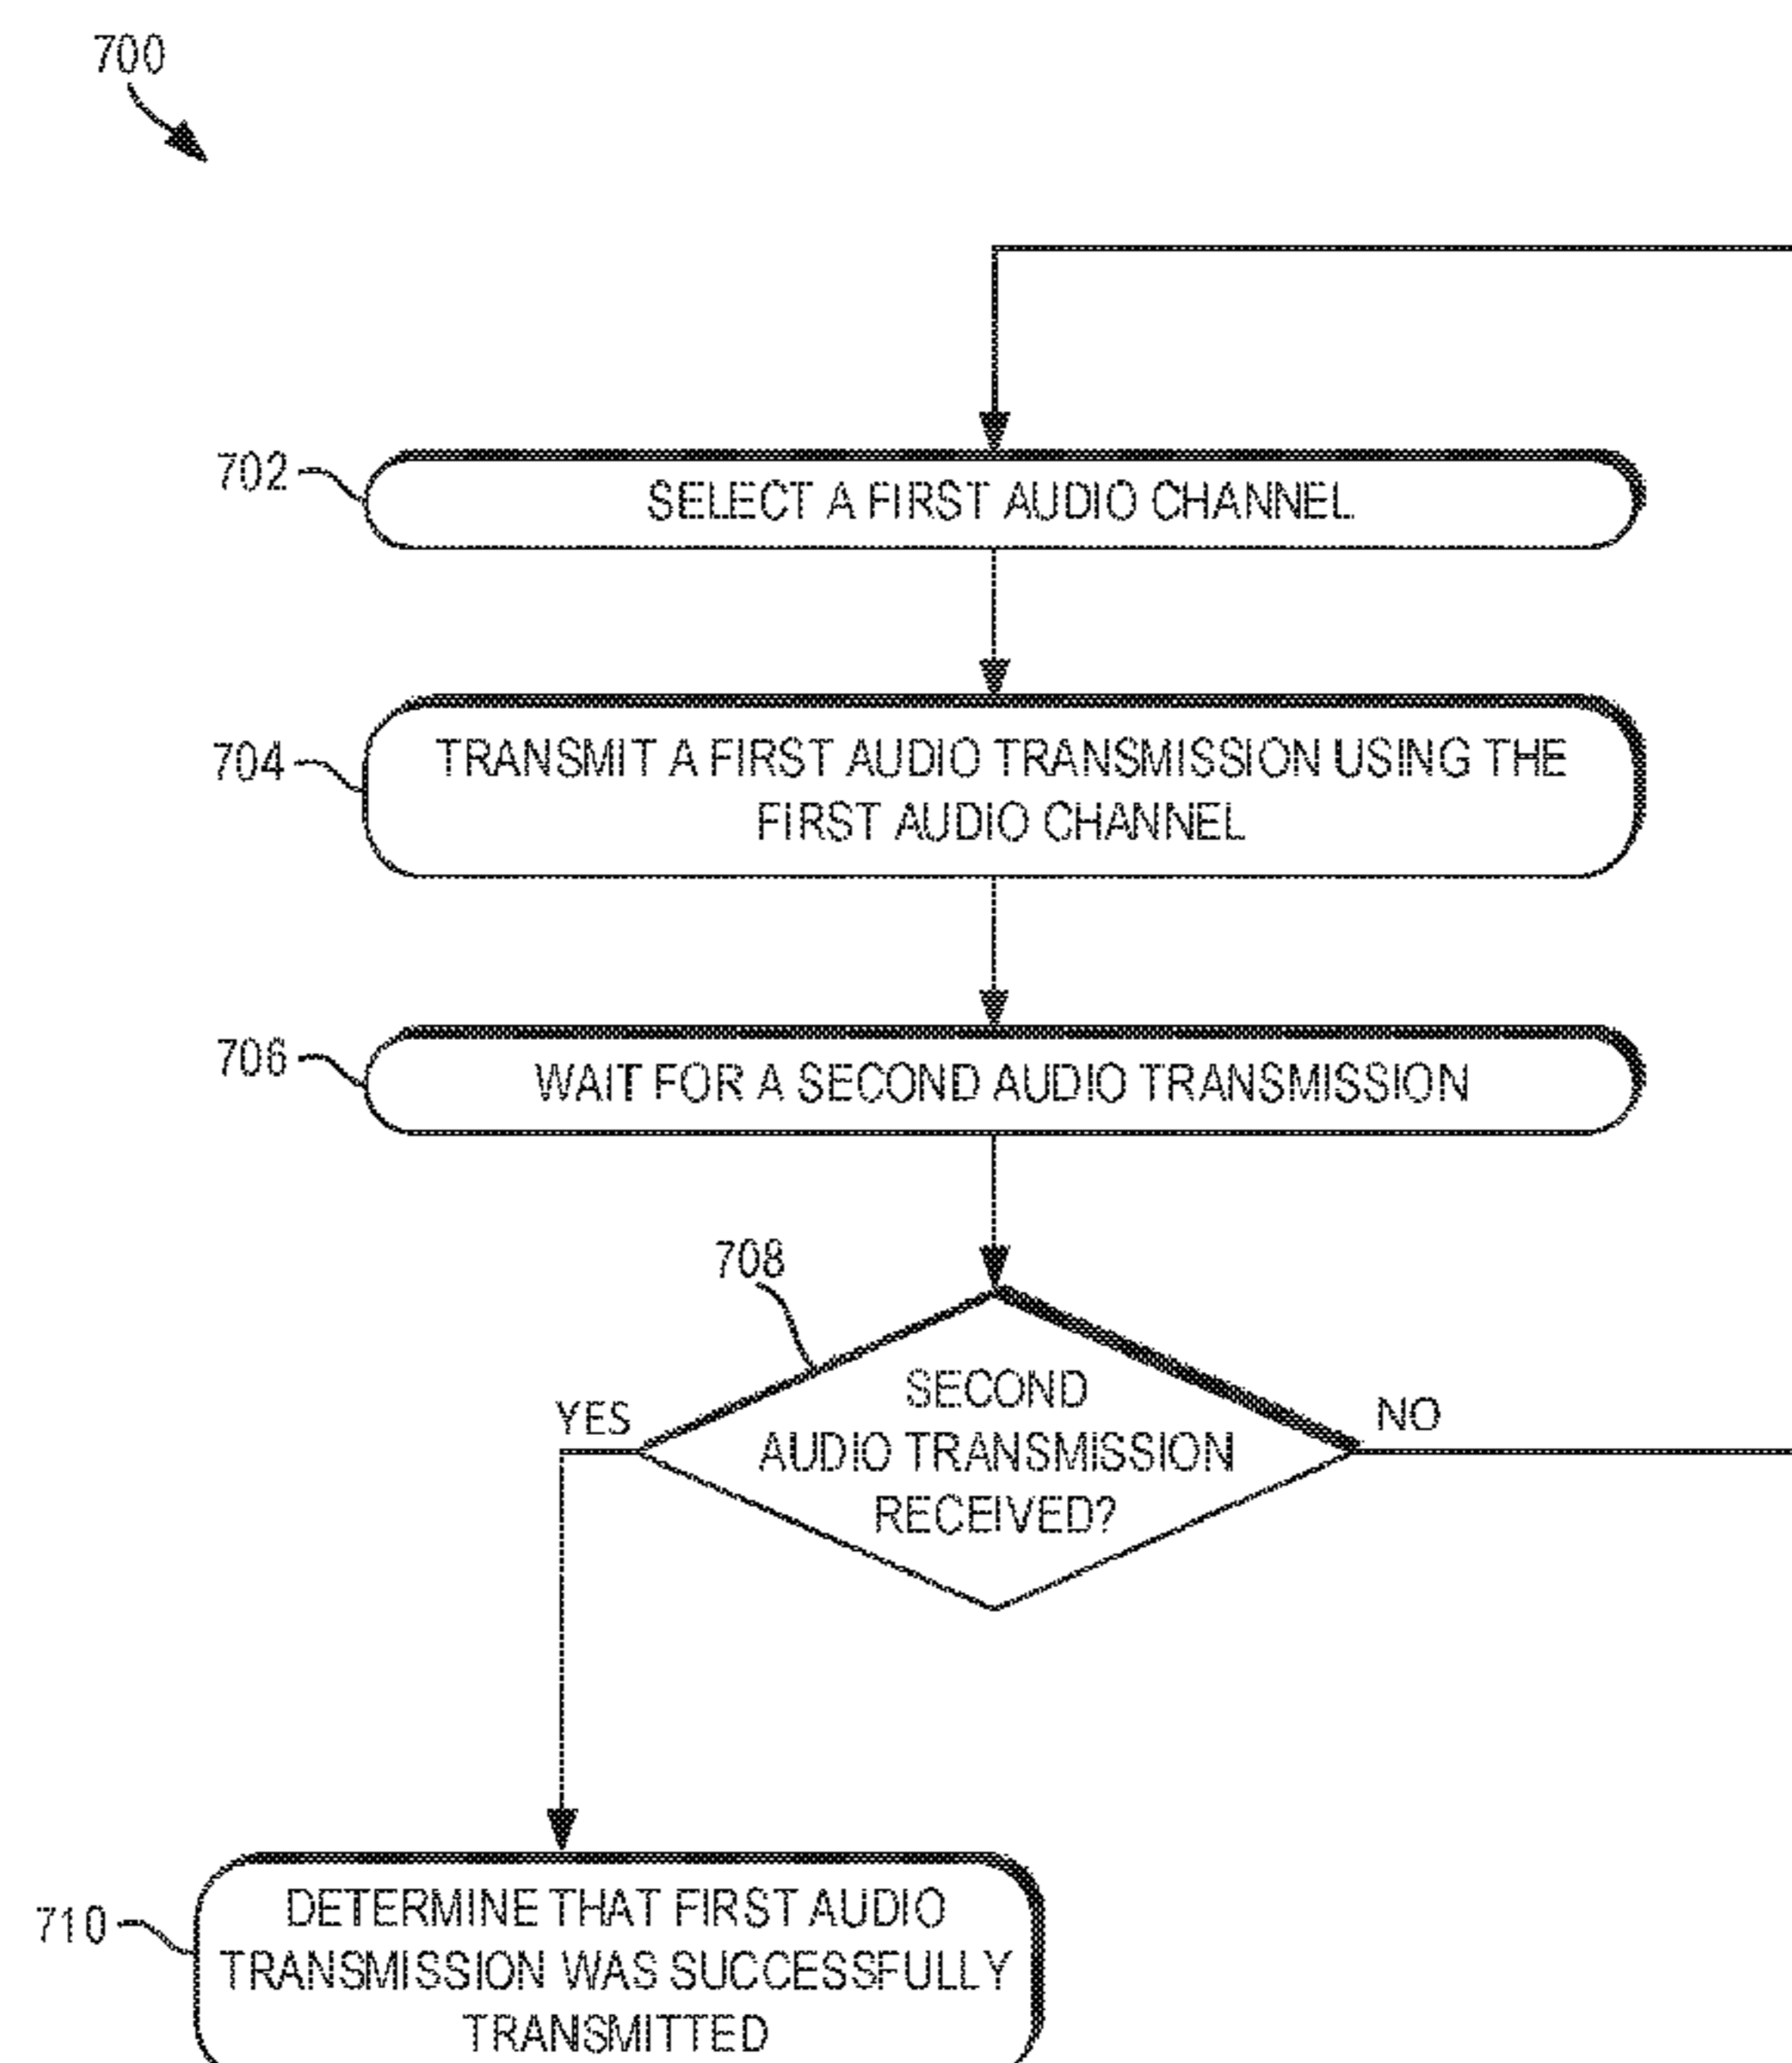 700
702
SELECT A FIRST AUDIO CHANNEL
704
TRANSMIT A FIRST AUDIO TRANSMISSION USING THE
FIRST AUDIO CHANNEL
706
WAIT FOR A SECOND AUDIO TRANSMISSION
708
SECOND
AUDIO TRANSMISSION
RECEIVED?
YES
NO
710
DETERMINE THAT FIRST AUDIO
TRANSMISSION WAS SUCCESSFULLY
TRANSMITTED